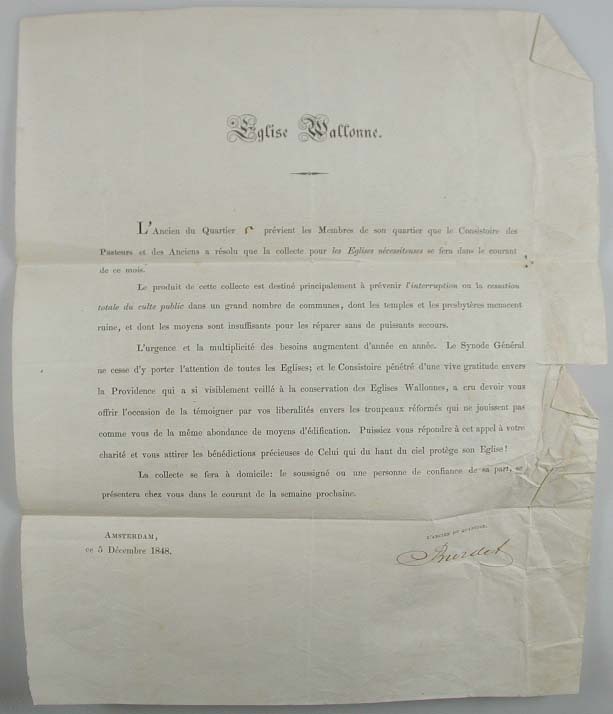 Eglise Wallonne.
L'Ancien du Quartier prévient les Membres de son quartier que le Consistoire des
Pasteurs et des Anciens a résolu que la collecte pour les Eglises nécessiteuses se fera dans le courant
de ce mois.
Le produit de cette collecte est destiné principalement à prévenir l'interruption ou la cessation
totale du culte public dans un grand nombre de communes, dont les temples et les presbytères menacent
ruine, et dont les moyens sont insuffisants pour les réparer sans de puissants secours.
L'urgence et la multiplicité des besoins augmentent d'année en année. Le Synode Général
ne cesse d'y porter l'attention de toutes les Eglises; et le Consistoire pénétré d'une vive gratitude envers
la Providence qui a si visiblement veillé à la conservation des Eglises Wallonnes, a cru devoir vous
offrir l'occasion de la témoigner par vos liberalités envers les troupeaux réformés qui ne jouissent pas
comme vous de la même abondance de moyens d'édification. Puissiez vous répondre à cet appel à votre
charité et vous attirer les bénédictions précieuses de Celui qui du haut du ciel protège son Eglise!
La collecte se fera à domicile: le soussigné ou une personne de confiance de sa part, se
présentera chez vous dans le courant de la semaine prochaine.
Amsterdam,
ce 5 Décembre 1848.
L'ANCIEN DU QUARTIER,
Burdet